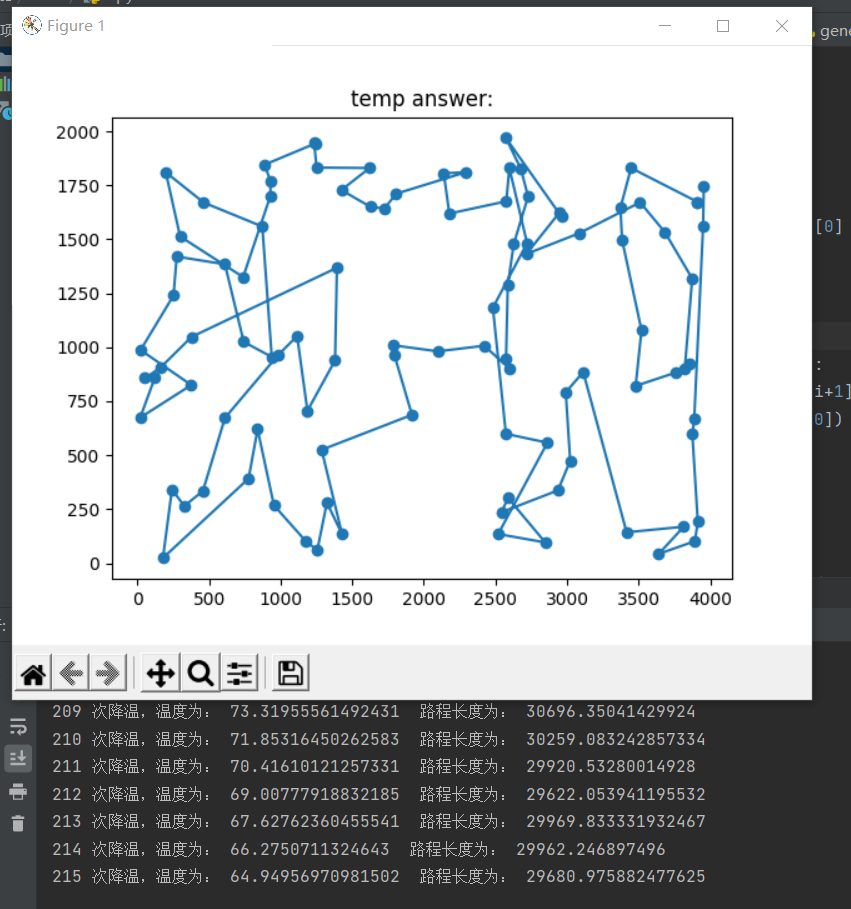 项
Figure 1
gene
temp answer:
2000
1750
1500
1250
1000
750
500
250
0
0 500 1000 1500 2000 2500 3000 3500 4000
[0]
:
i+1]
0])
209 次降温，温度为： 73.31955561492431 路程长度为： 30696.35041429924
210 次降温，温度为： 71.85316450262583 路程长度为： 30259.083242857334
211 次降温，温度为： 70.41610121257331 路程长度为： 29920.53280014928
212 次降温，温度为： 69.00777918832185 路程长度为： 29622.053941195532
213 次降温，温度为： 67.62762360455541 路程长度为： 29969.833331932467
214 次降温，温度为： 66.2750711324643 路程长度为： 29962.246897496
215 次降温，温度为： 64.94956970981502 路程长度为： 29680.975882477625